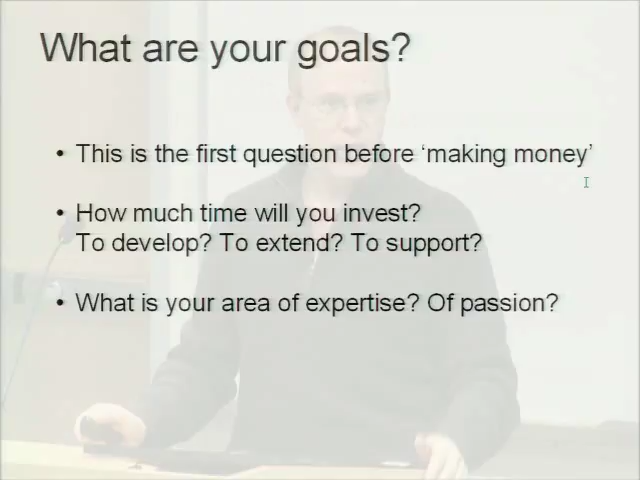 What are your goals?
• This is the first question before ‘making money’
• How much time will you invest?
To develop? To extend? To support?
• What is your area of expertise? Of passion?